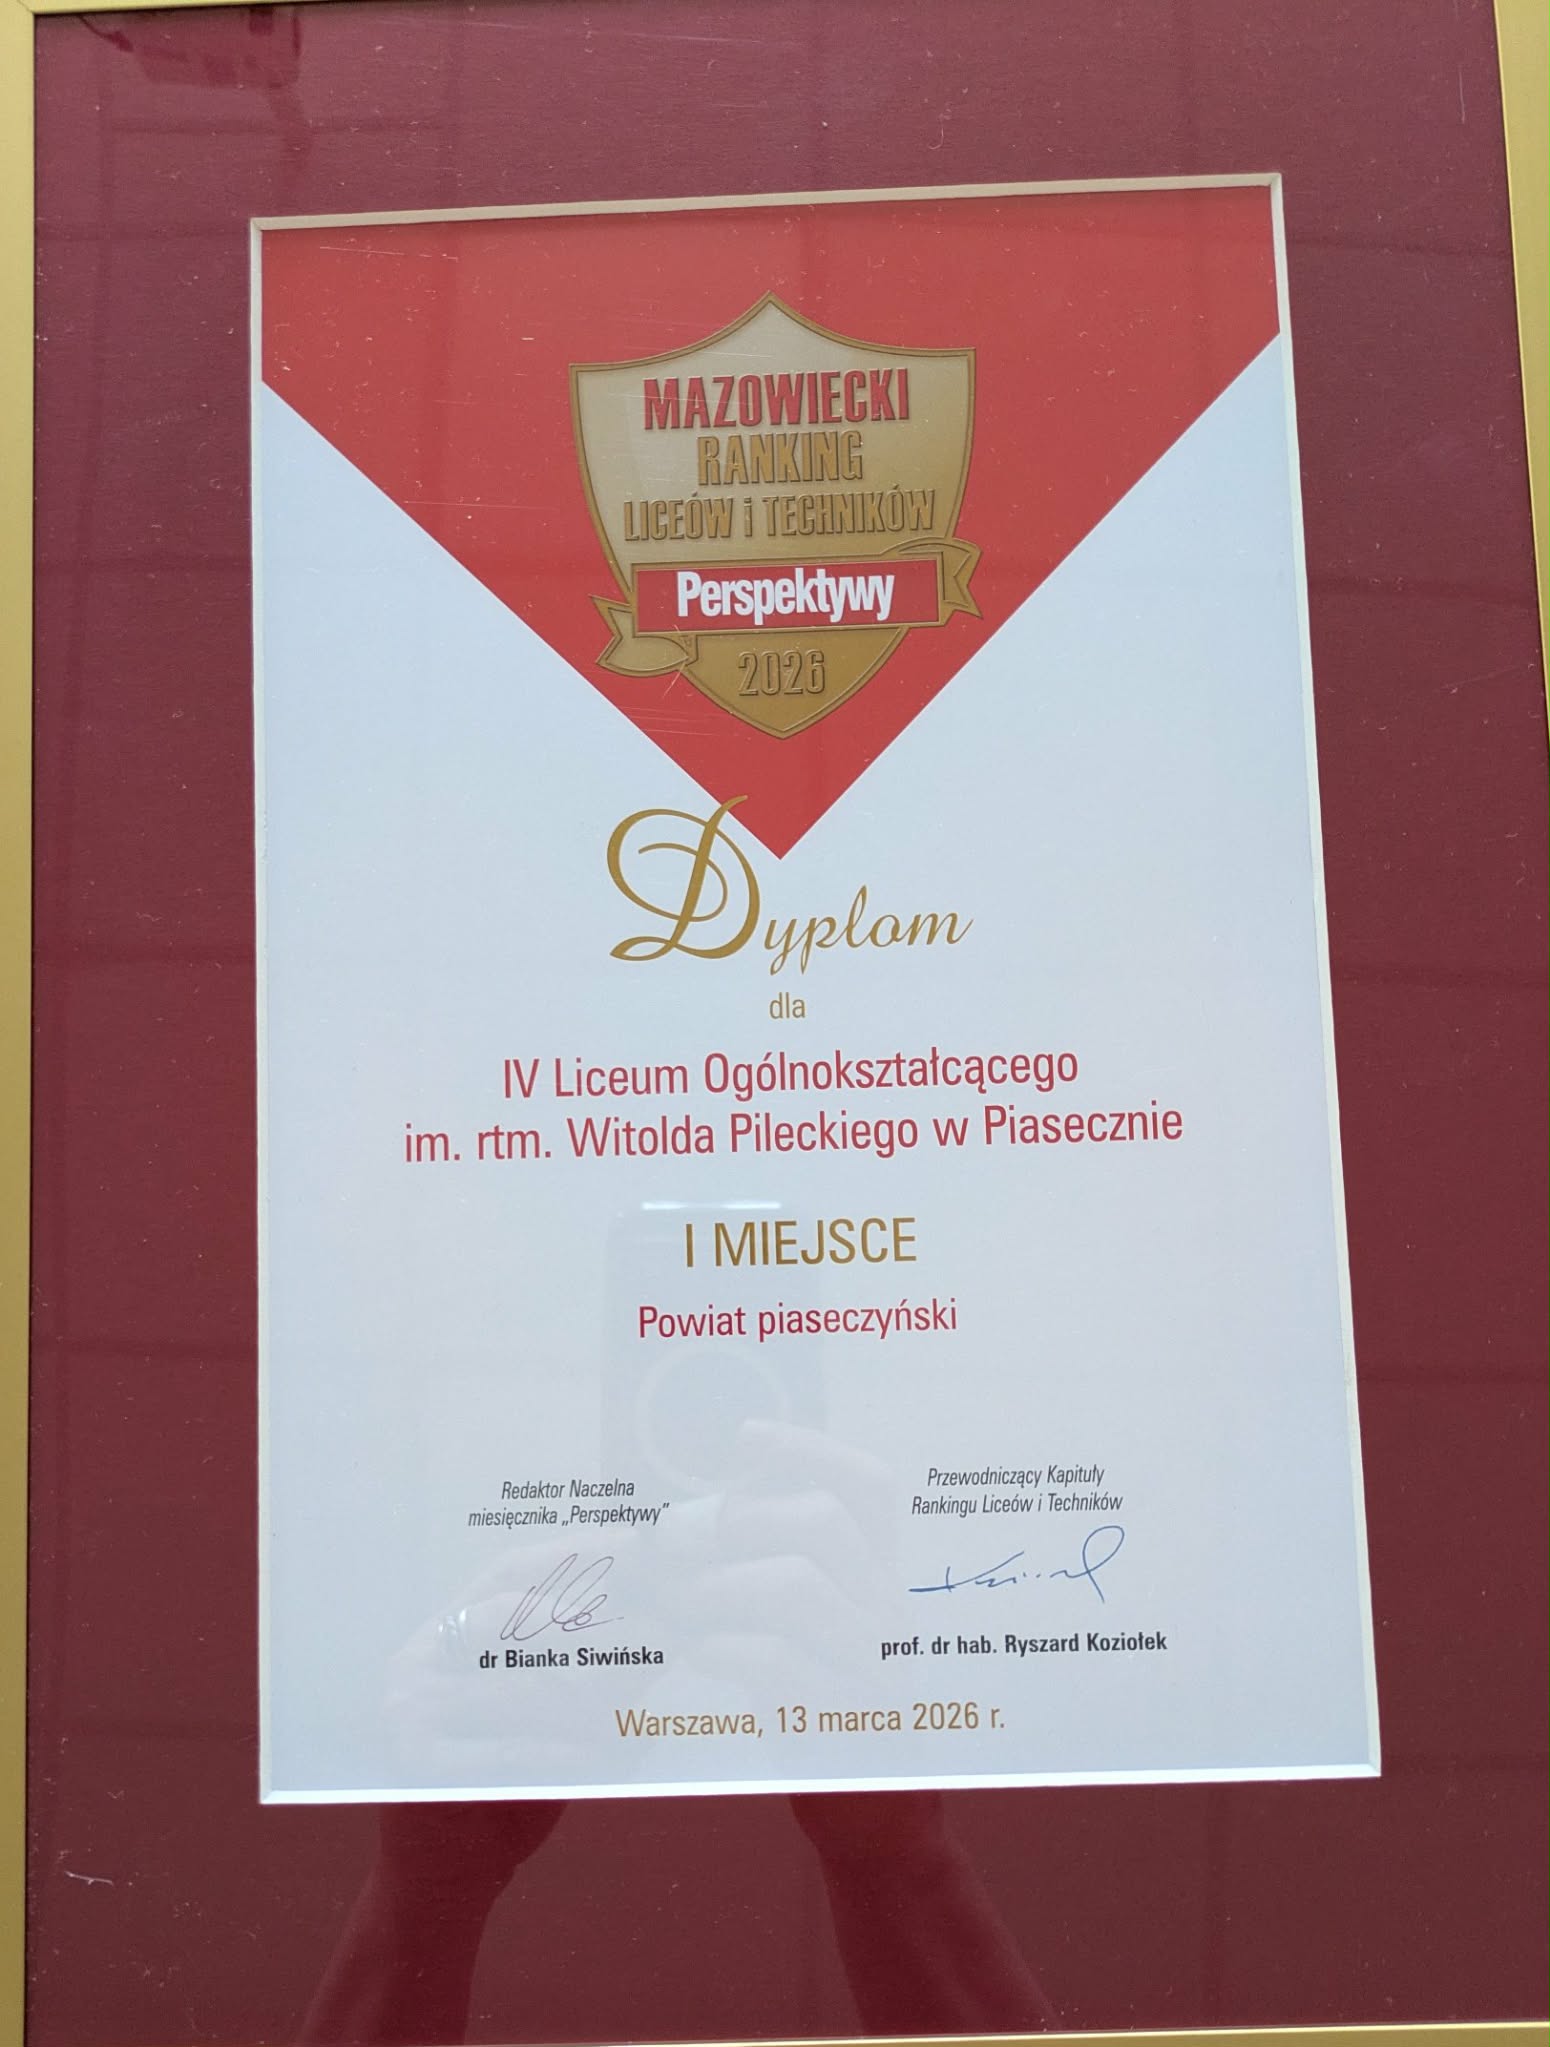 MAZOWIECKI
RANKING
LICEÓW i TECHNIKÓW
Perspektywy
2026
Dyplom
dla
IV Liceum Ogólnokształcącego
im. rtm. Witolda Pileckiego w Piasecznie
I MIEJSCE
Powiat piaseczyński
Redaktor Naczelna
miesięcznika „Perspektywy”
dr Bianka Siwińska
Przewodniczący Kapituły
Rankingu Liceów i Techników
prof. dr hab. Ryszard Koziołek
Warszawa, 13 marca 2026 r.